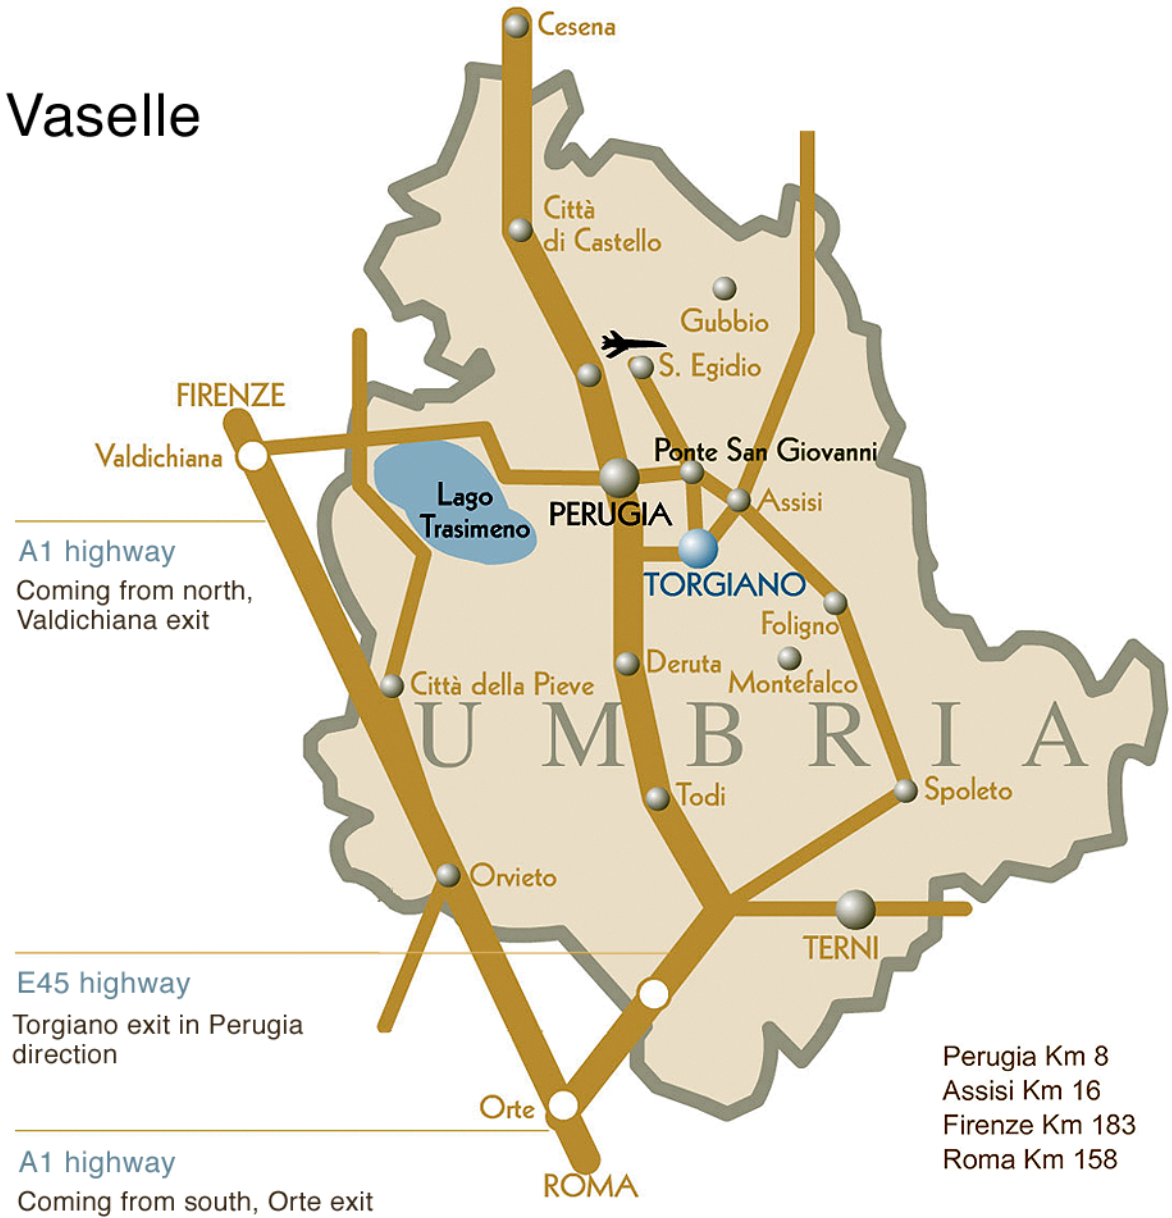 Cesena
Vaselle
Città
di Castello
Gubbio
S. Egidio
FIRENZE
Valdichiana
Ponte San Giovanni
Lago
Trasimeno
PERUGIA
Assisi
A1 highway
Coming from north,
Valdichiana exit
TORGIANO
Foligno
Deruta
Montefalco
Città della Pieve
UMBRIA
Todi
Spoleto
Orvieto
TERNI
E45 highway
Torgiano exit in Perugia
direction
Perugia Km 8
Assisi Km 16
Firenze Km 183
Roma Km 158
Orte
A1 highway
Coming from south, Orte exit
ROMA